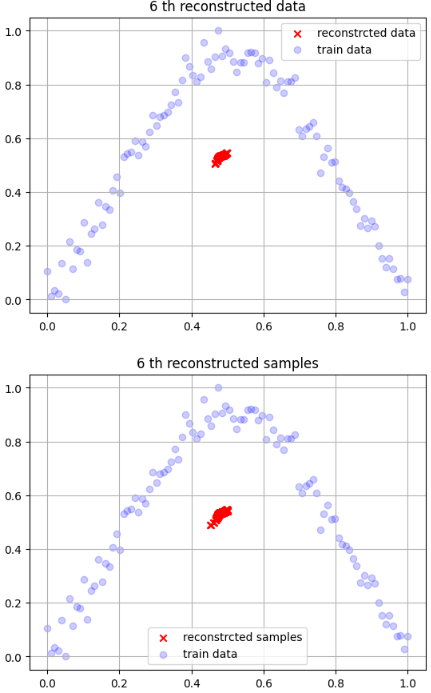 6 th reconstructed data
1.0
0.8
0.6
0.4
0.2
0.0
reconstrcted data
train data
0.0 0.2 0.4 0.6 0.8 1.0
6 th reconstructed samples
1.0
0.8
0.6
0.4
0.2
0.0
reconstrcted samples
train data
0.0 0.2 0.4 0.6 0.8 1.0